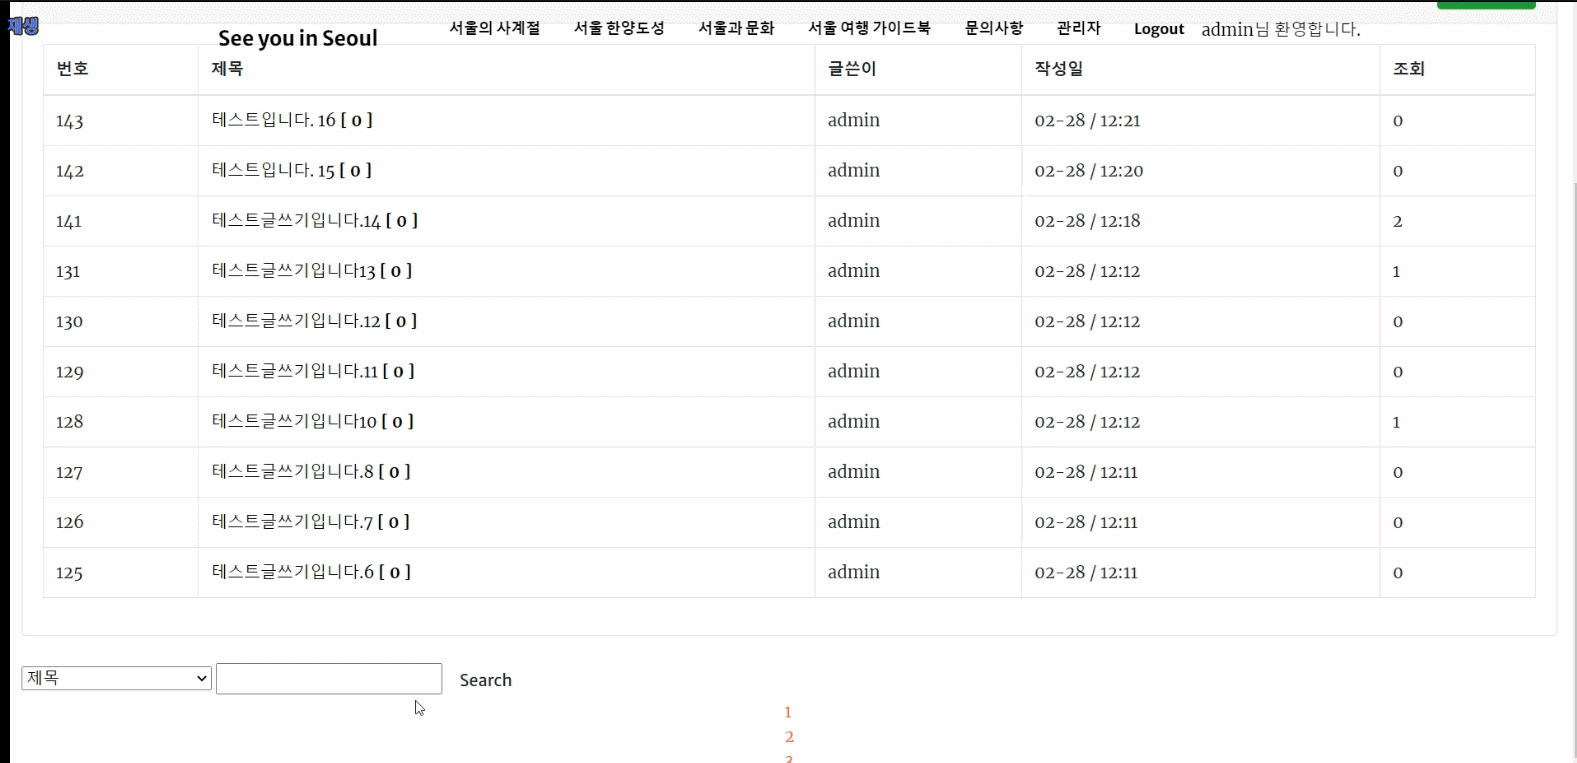 재생
See you in Seoul 서울의 사계절 서울 한양도성 서울과 문화 서울 여행 가이드북 문의사항 관리자 Logout admin님 환영합니다.
번호 제목 글쓴이 작성일 조회
143 테스트입니다. 16 [ 0 ] admin 02-28 / 12:21 0
142 테스트입니다. 15 [ 0 ] admin 02-28 / 12:20 0
141 테스트글쓰기입니다.14 [ 0 ] admin 02-28 / 12:18 2
131 테스트글쓰기입니다13 [ 0 ] admin 02-28 / 12:12 1
130 테스트글쓰기입니다.12 [ 0 ] admin 02-28 / 12:12 0
129 테스트글쓰기입니다.11 [ 0 ] admin 02-28 / 12:12 0
128 테스트글쓰기입니다10 [ 0 ] admin 02-28 / 12:12 1
127 테스트글쓰기입니다.8 [ 0 ] admin 02-28 / 12:11 0
126 테스트글쓰기입니다.7 [ 0 ] admin 02-28 / 12:11 0
125 테스트글쓰기입니다.6 [ 0 ] admin 02-28 / 12:11 0
제목 Search
1
2
3